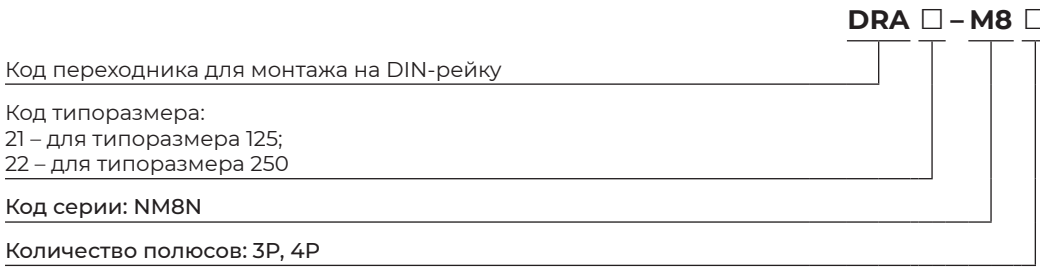 DRA □ – M8 □
Код переходника для монтажа на DIN-рейку
Код типоразмера:
21 – для типоразмера 125;
22 – для типоразмера 250
Код серии: NM8N
Количество полюсов: 3P, 4P